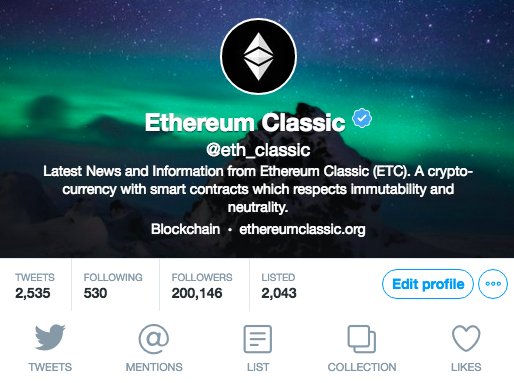 Ethereum Classic
@eth_classic
Latest News and Information from Ethereum Classic (ETC). A crypto-
currency with smart contracts which respects immutability and
neutrality.
Blockchain • ethereumclassic.org
TWEETS FOLLOWING FOLLOWERS LISTED
2,535 530 200,146 2,043
Edit profile
TWEETS MENTIONS LIST COLLECTION LIKES